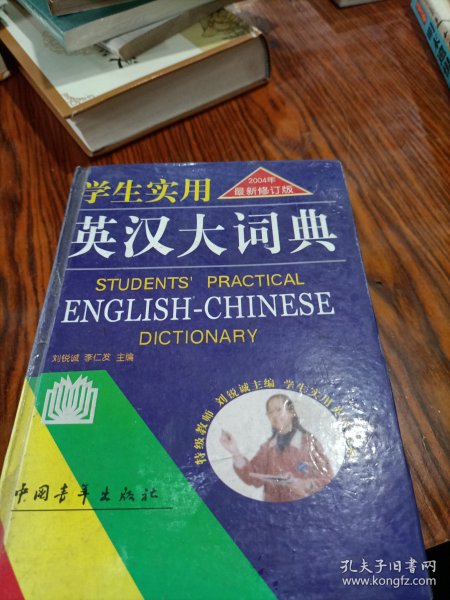 2004年
最新修订版
学生实用
英汉大词典
STUDENTS' PRACTICAL
ENGLISH-CHINESE
DICTIONARY
刘锐诚 李仁发 主编
特级教师 刘锐诚主编 学生实用
中国青年出版社
孔夫子旧书网
www.kongfz.com